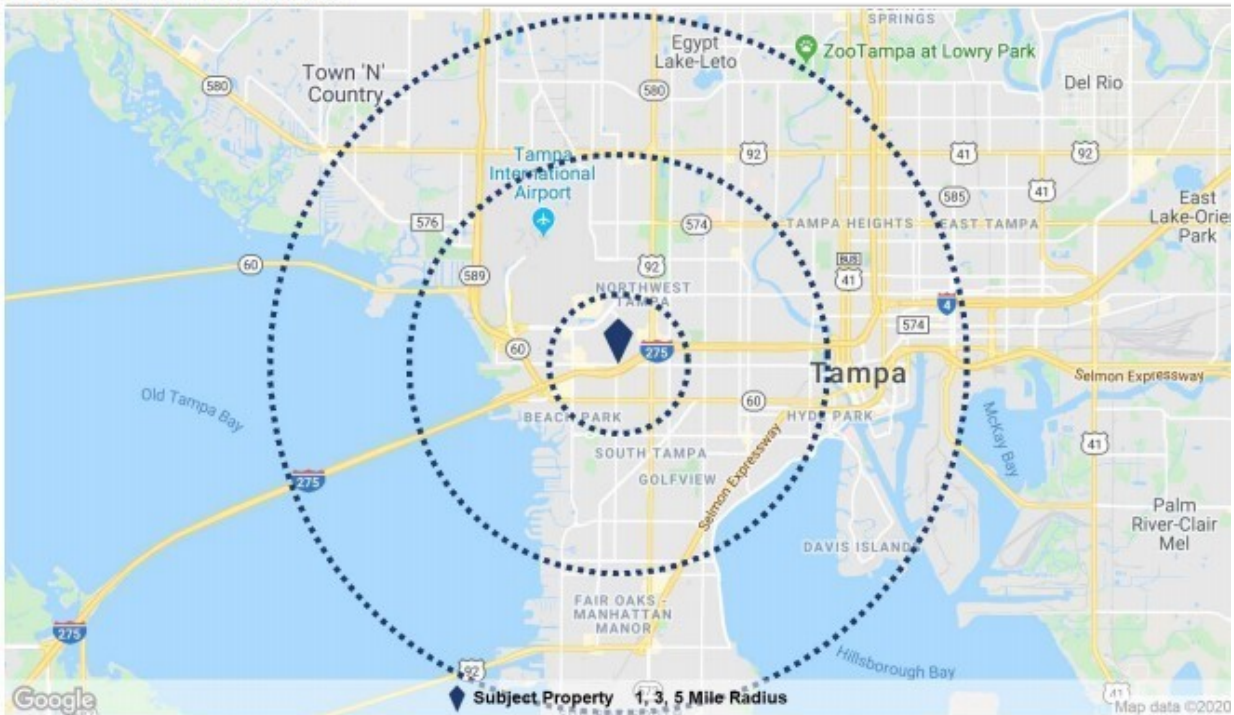 SPRINGS
Egypt
Lake-Leto
ZooTampa at Lowry Park
Town 'N'
Country
580
580
Del Rio
Tampa
International
Airport
92
41
92
41
585
East
Lake-Orie
Park
576
574
TAMPA HEIGHTS
EAST TAMPA
60
589
92
BUS
41
NORTHWEST
TAMPA
4
574
60
275
Tampa
Selmon Expressway
Old Tampa Bay
BEACH PARK
60
HYDE PARK
McKay Bay
41
SOUTH TAMPA
GOLFVIEW
Selmon Expressway
275
Palm
River-Clair
Mel
DAVIS ISLANDS
FAIR OAKS -
MANHATTAN
MANOR
275
92
Hillsborough Bay
Google
Subject Property 1, 3, 5 Mile Radius
41
Map data ©2020